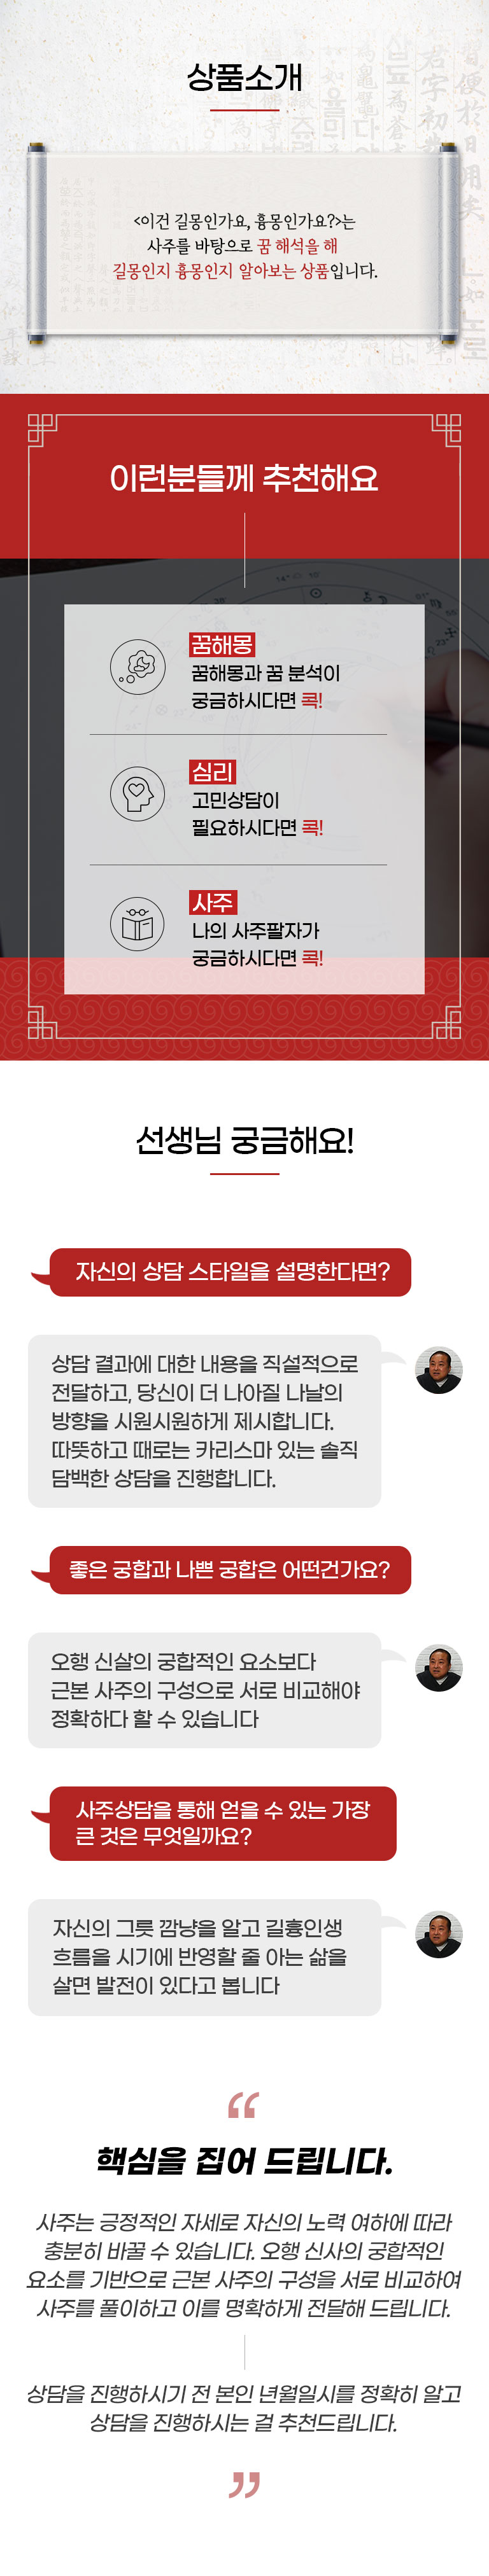 상품소개
<이건 길몽인가요, 흉몽인가요?>는
사주를 바탕으로 꿈 해석을 해
길몽인지 흉몽인지 알아보는 상품입니다.
이런분들께 추천해요
꿈해몽
꿈해몽과 꿈 분석이
궁금하시다면 콕!
심리
고민상담이
필요하시다면 콕!
사주
나의 사주팔자가
궁금하시다면 콕!
선생님 궁금해요!
자신의 상담 스타일을 설명한다면?
상담 결과에 대한 내용을 직설적으로
전달하고, 당신이 더 나아질 나날의
방향을 시원시원하게 제시합니다.
따뜻하고 때로는 카리스마 있는 솔직
담백한 상담을 진행합니다.
좋은 궁합과 나쁜 궁합은 어떤건가요?
오행 신살의 궁합적인 요소보다
근본 사주의 구성으로 서로 비교해야
정확하다 할 수 있습니다
사주상담을 통해 얻을 수 있는 가장
큰 것은 무엇일까요?
자신의 그릇 깜냥을 알고 길흉인생
흐름을 시기에 반영할 줄 아는 삶을
살면 발전이 있다고 봅니다
“
핵심을 집어 드립니다.
사주는 긍정적인 자세로 자신의 노력 여하에 따라
충분히 바꿀 수 있습니다. 오행 신사의 궁합적인
요소를 기반으로 근본 사주의 구성을 서로 비교하여
사주를 풀이하고 이를 명확하게 전달해 드립니다.
상담을 진행하시기 전 본인 년월일시를 정확히 알고
상담을 진행하시는 걸 추천드립니다.
”